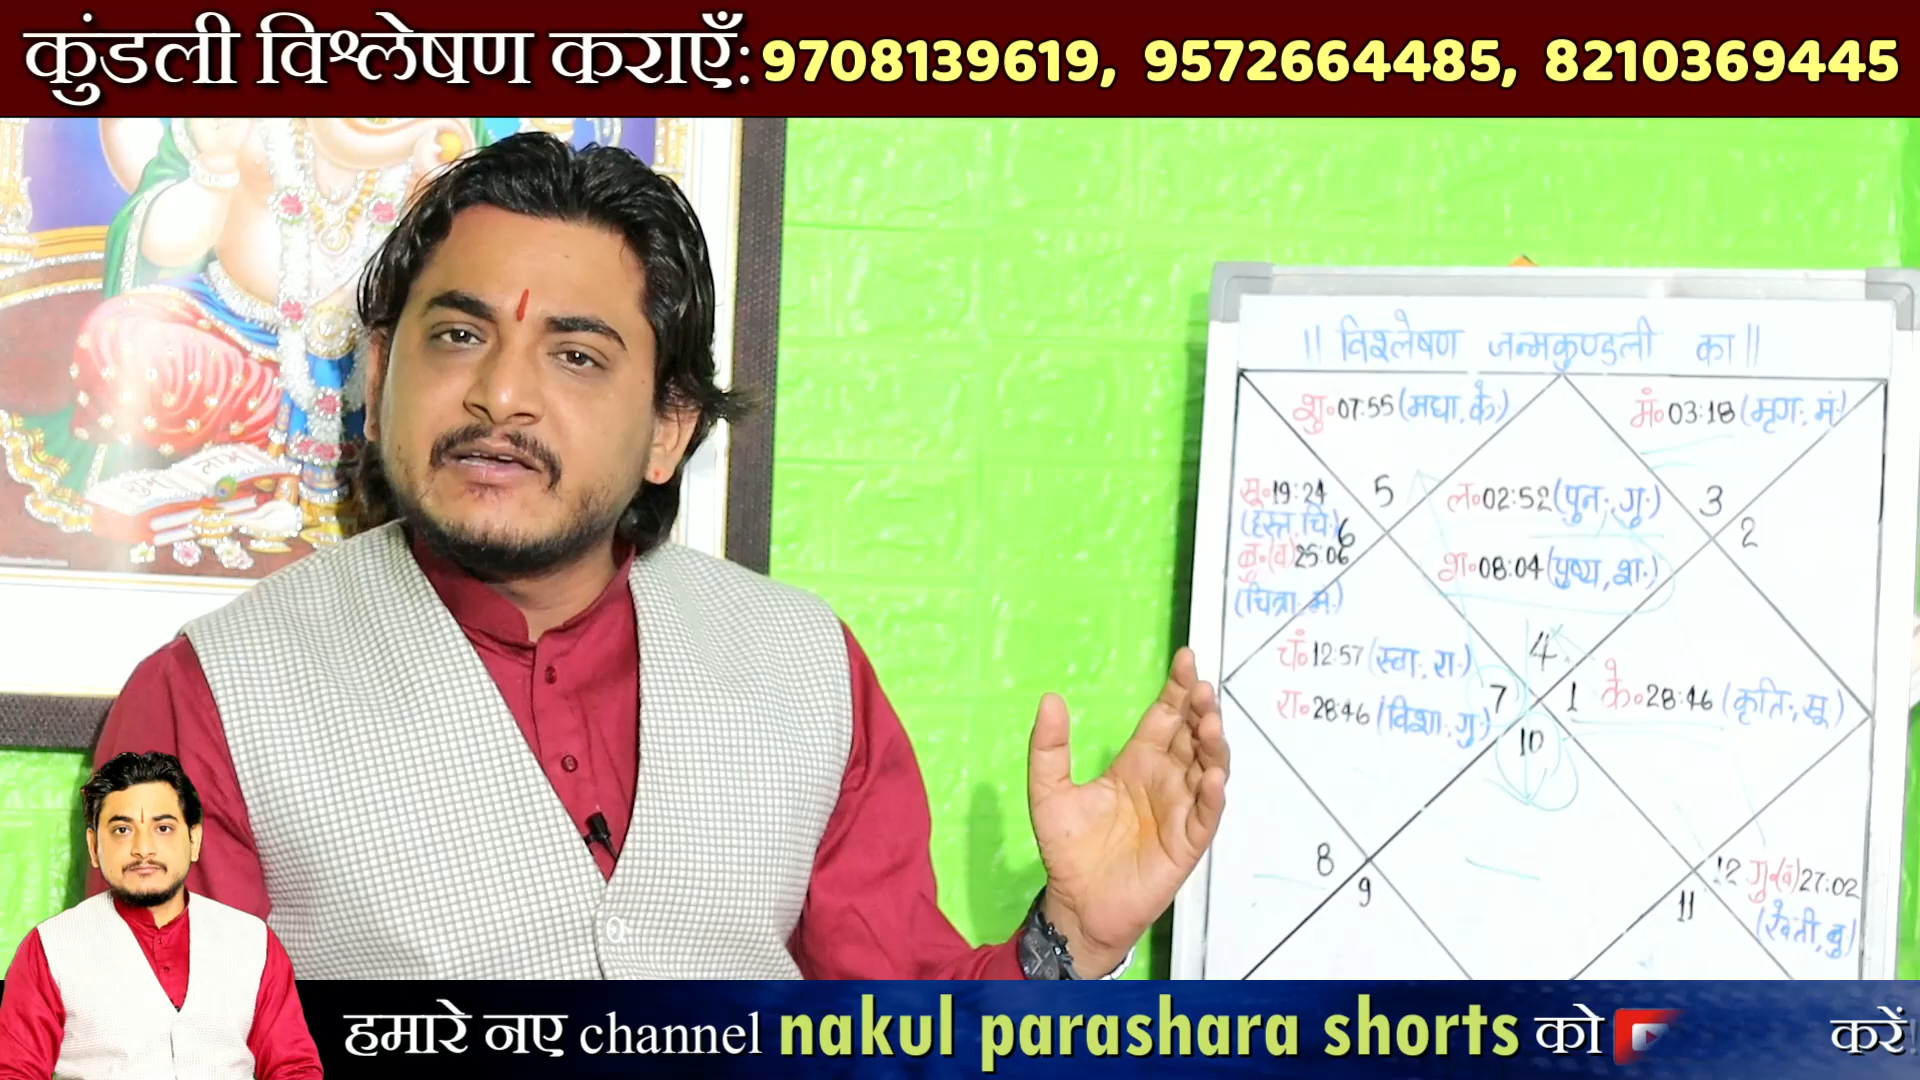 कुंडली विश्लेषण कराएँ: 9708139619, 9572664485, 8210369445
|| विश्लेषण जन्मकुण्डली का ||
शु॰ 07:55 (मघा, के॰)
मं॰ 03:18 (मृग॰, मं॰)
सू॰ 19:24
(हस्त, चं॰)
6
5
ल॰ 02:52 (पुन॰, गु॰)
3
2
बु॰(व) 25:06
(चित्रा, मं॰)
श॰ 08:04 (पुष्य, श॰)
4
चं॰ 12:57 (स्वा॰, रा॰)
रा॰ 28:46 (विशा॰, गु॰)
7
1
के॰ 28:46 (कृति॰, सू॰)
10
8
9
11
12
गु॰(व) 27:02
(रेवती, बु॰)
हमारे नए channel nakul parashara shorts को करें